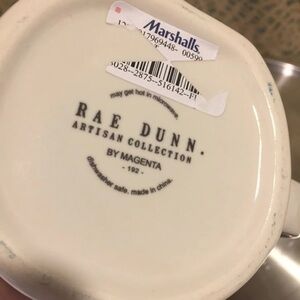 Marshalls.
may get hot in microwave.
RAE DUNN.
ARTISAN COLLECTION
BY MAGENTA
- 192 -
dishwasher safe. made in china.